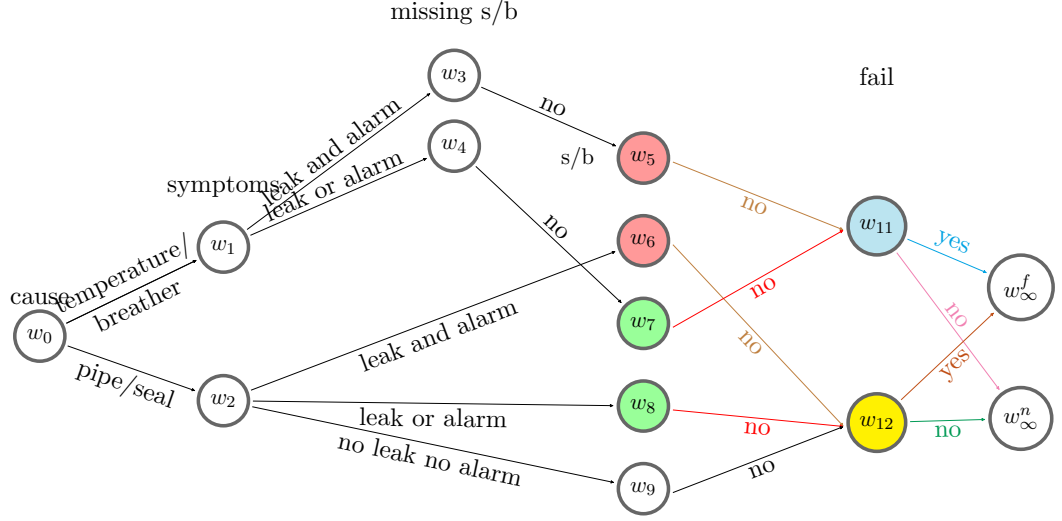 missing s/b
fail
symptoms
cause
s/b
w₀
w₁
w₂
w₃
w₄
w₅
w₆
w₇
w₈
w₉
w₁₁
w₁₂
w∞^f
w∞^n
temperature/
breather
pipe/seal
leak and alarm
leak or alarm
leak and alarm
leak or alarm
no leak no alarm
no
no
no
no
no
no
no
yes
no
yes
no